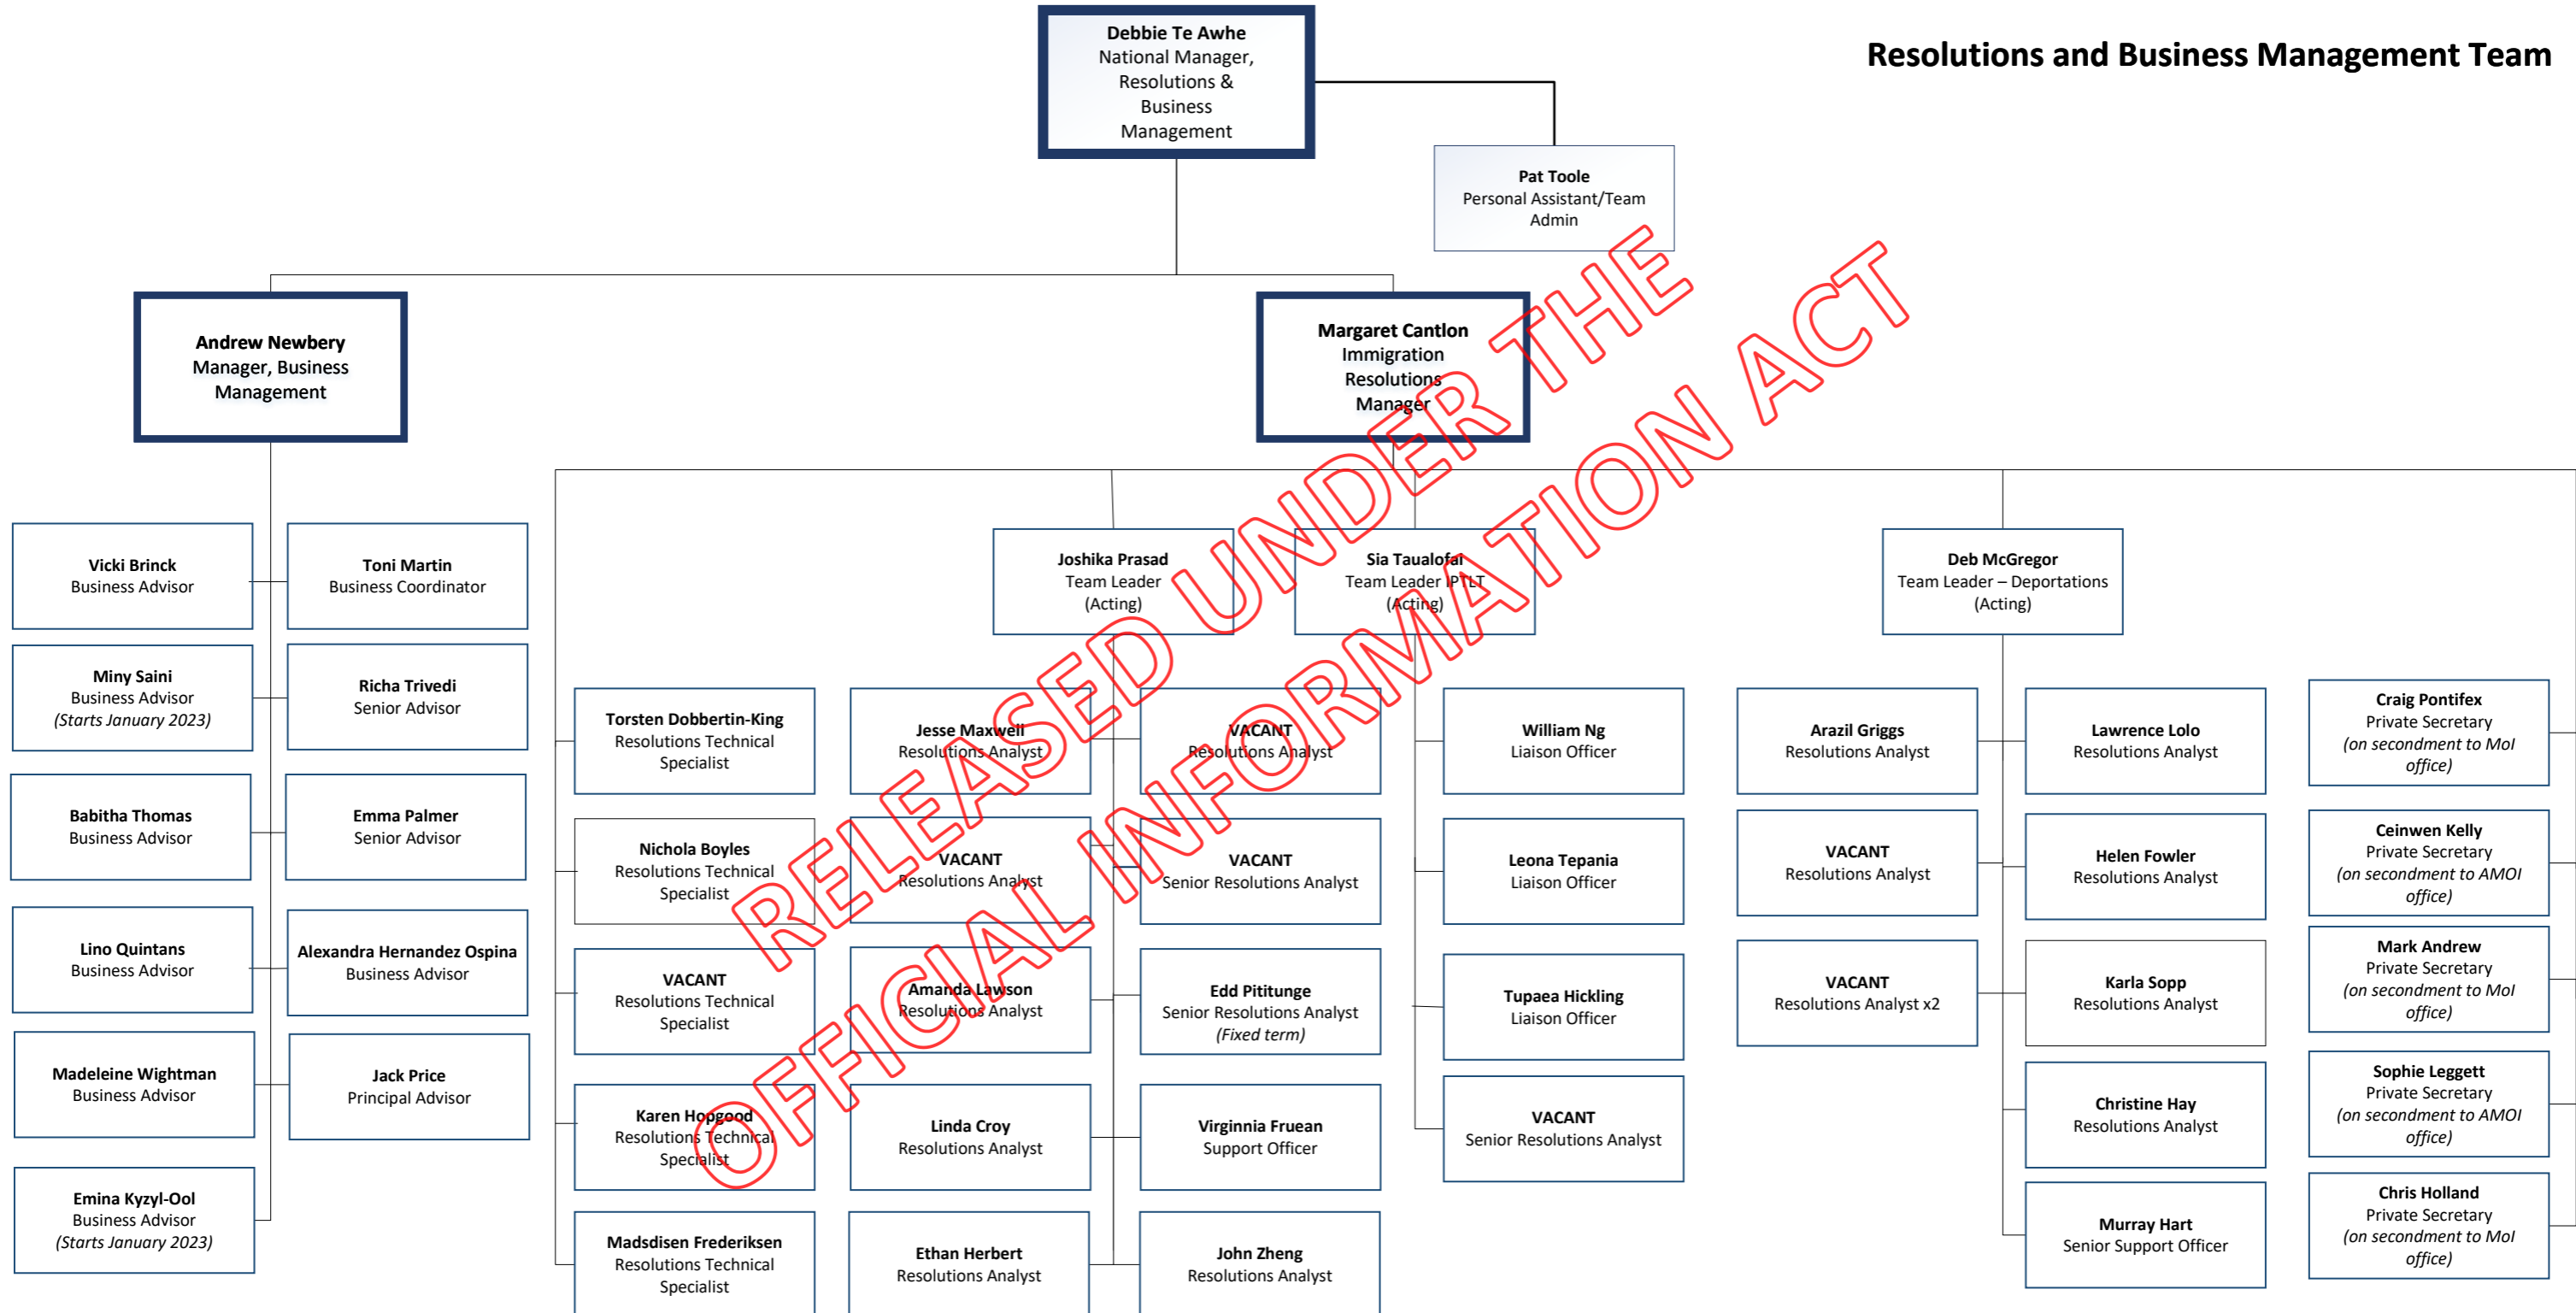 Resolutions and Business Management Team
Debbie Te Awhe
National Manager,
Resolutions &
Business
Management
Pat Toole
Personal Assistant/Team
Admin
Andrew Newbery
Manager, Business
Management
Margaret Cantlon
Immigration
Resolutions
Manager
Vicki Brinck
Business Advisor
Toni Martin
Business Coordinator
Miny Saini
Business Advisor
(Starts January 2023)
Richa Trivedi
Senior Advisor
Babitha Thomas
Business Advisor
Emma Palmer
Senior Advisor
Lino Quintans
Business Advisor
Alexandra Hernandez Ospina
Business Advisor
Madeleine Wightman
Business Advisor
Jack Price
Principal Advisor
Emina Kyzyl-Ool
Business Advisor
(Starts January 2023)
Joshika Prasad
Team Leader
(Acting)
Sia Taualofai
Team Leader IPTLT
(Acting)
Deb McGregor
Team Leader – Deportations
(Acting)
Torsten Dobbertin-King
Resolutions Technical
Specialist
Nichola Boyles
Resolutions Technical
Specialist
VACANT
Resolutions Technical
Specialist
Karen Hopgood
Resolutions Technical
Specialist
Madsdisen Frederiksen
Resolutions Technical
Specialist
Jesse Maxwell
Resolutions Analyst
VACANT
Resolutions Analyst
Amanda Lawson
Resolutions Analyst
Linda Croy
Resolutions Analyst
Ethan Herbert
Resolutions Analyst
VACANT
Resolutions Analyst
VACANT
Senior Resolutions Analyst
Edd Pititunge
Senior Resolutions Analyst
(Fixed term)
Virginnia Fruean
Support Officer
John Zheng
Resolutions Analyst
William Ng
Liaison Officer
Leona Tepania
Liaison Officer
Tupaea Hickling
Liaison Officer
VACANT
Senior Resolutions Analyst
Arazil Griggs
Resolutions Analyst
VACANT
Resolutions Analyst
VACANT
Resolutions Analyst x2
Lawrence Lolo
Resolutions Analyst
Helen Fowler
Resolutions Analyst
Karla Sopp
Resolutions Analyst
Christine Hay
Resolutions Analyst
Murray Hart
Senior Support Officer
Craig Pontifex
Private Secretary
(on secondment to MoI
office)
Ceinwen Kelly
Private Secretary
(on secondment to AMOI
office)
Mark Andrew
Private Secretary
(on secondment to MoI
office)
Sophie Leggett
Private Secretary
(on secondment to AMOI
office)
Chris Holland
Private Secretary
(on secondment to MoI
office)
RELEASED UNDER THE
OFFICIAL INFORMATION ACT